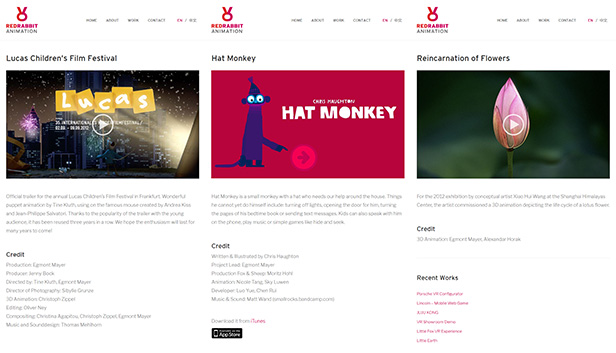 REDRABBIT
ANIMATION
HOME ABOUT WORK CONTACT EN / 中文
Lucas Children's Film Festival
Lucas
35. INTERNATIONALES
02.09. - 09.09.2012
Official trailer for the annual Lucas Children's Film Festival in Frankfurt. Wonderful
puppet animation by Tine Kluth, using on the famous mouse created by Andrea Kiss
and Jean-Philippe Salvatori. Thanks to the popularity of the trailer with the young
audience, it has been reused three years in a row. We hope the enthusiasm will last for
many years to come!
Credit
Production: Egmont Mayer
Producer: Jenny Bock
Directed by: Tine Kluth, Egmont Mayer
Director of Photography: Sibylle Grunze
3D Animation: Christoph Zippel
Editing: Oliver Ney
Compositing: Christina Agapitou, Christoph Zippel, Egmont Mayer
Music and Sounddesign: Thomas Mehlhorn
REDRABBIT
ANIMATION
HOME ABOUT WORK CONTACT EN / 中文
Hat Monkey
CHRIS HAUGHTON
HAT MONKEY
Hat Monkey is a small monkey with a hat who needs our help around the house. Things
he cannot yet do himself include turning off lights, opening the door for him, turning
the pages of his bedtime book or sending text messages. Kids can also speak with him
on the phone, play music or simple games like hide and seek.
Credit
Written & Illustrated by Chris Haughton
Project Lead: Egmont Mayer
Production Fox & Sheep: Moritz Hohl
Animation: Nicole Tang, Sky Luwen
Developer: Luo Yue, Chen Rui
Music & Sound: Matt Wand (smallrocks.bandcamp.com)
Download it from iTunes.
App Store
REDRABBIT
ANIMATION
HOME ABOUT WORK CONTACT EN / 中文
Reincarnation of Flowers
For the 2012 exhibition by conceptual artist Xiao Hui Wang at the Shanghai Himalayas
Center, the artist commissioned a 3D animation depicting the life cycle of a lotus flower.
Credit
3D Animation: Egmont Mayer, Alexandar Horak
Recent Works
Porsche VR Configurator
Lincoln – Mobile Web Game
JUJU KONG
VR Showroom Demo
Little Fox VR Experience
Little Earth